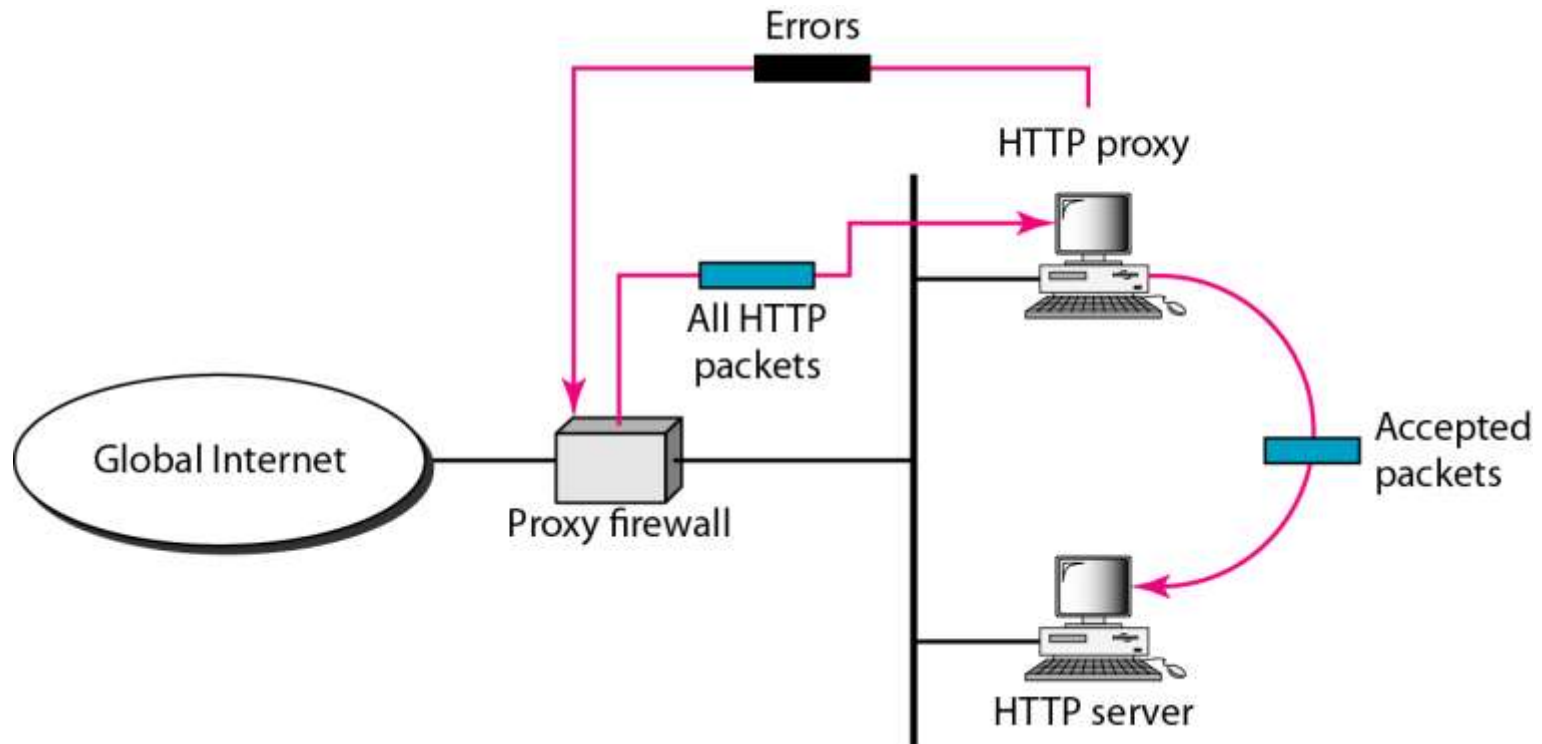 Errors
HTTP proxy
All HTTP
packets
Global Internet
Accepted
packets
Proxy firewall
HTTP server